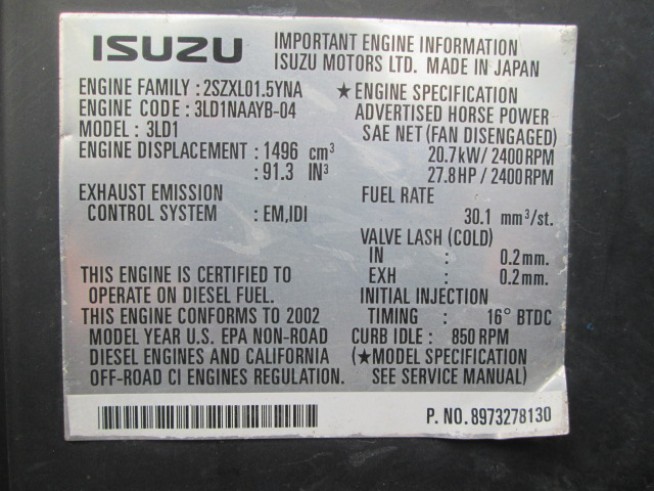 ISUZU
IMPORTANT ENGINE INFORMATION
ISUZU MOTORS LTD. MADE IN JAPAN
ENGINE FAMILY : 2SZXL01.5YNA
ENGINE CODE : 3LD1NAAYB-04
MODEL : 3LD1
ENGINE DISPLACEMENT : 1496 cm³
: 91.3 IN³
EXHAUST EMISSION
CONTROL SYSTEM : EM,IDI
THIS ENGINE IS CERTIFIED TO
OPERATE ON DIESEL FUEL.
THIS ENGINE CONFORMS TO 2002
MODEL YEAR U.S. EPA NON-ROAD
DIESEL ENGINES AND CALIFORNIA
OFF-ROAD CI ENGINES REGULATION.
★ ENGINE SPECIFICATION
ADVERTISED HORSE POWER
SAE NET (FAN DISENGAGED)
20.7kW/ 2400RPM
27.8HP / 2400RPM
FUEL RATE
30.1 mm³/st.
VALVE LASH (COLD)
IN : 0.2mm.
EXH : 0.2mm.
INITIAL INJECTION
TIMING : 16° BTDC
CURB IDLE : 850 RPM
(★MODEL SPECIFICATION
SEE SERVICE MANUAL)
P. NO. 8973278130